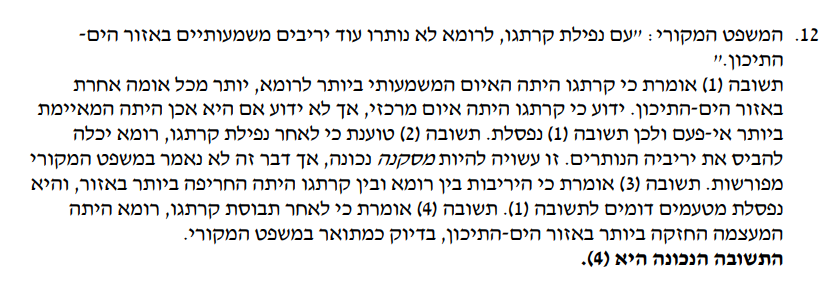 12. המשפט המקורי: "עם נפילת קרתגו, לרומא לא נותרו עוד יריבים משמעותיים באזור הים-
התיכון."
תשובה (1) אומרת כי קרתגו היתה האיום המשמעותי ביותר לרומא, יותר מכל אומה אחרת
באזור הים-התיכון. ידוע כי קרתגו היתה איום מרכזי, אך לא ידוע אם היא אכן היתה המאיימת
ביותר אי-פעם ולכן תשובה (1) נפסלת. תשובה (2) טוענת כי לאחר נפילת קרתגו, רומא יכלה
להביס את יריביה הנותרים. זו עשויה להיות מסקנה נכונה, אך דבר זה לא נאמר במשפט המקורי
מפורשות. תשובה (3) אומרת כי היריבות בין רומא ובין קרתגו היתה החריפה ביותר באזור, והיא
נפסלת מטעמים דומים לתשובה (1). תשובה (4) אומרת כי לאחר תבוסת קרתגו, רומא היתה
המעצמה החזקה ביותר באזור הים-התיכון, בדיוק כמתואר במשפט המקורי.
התשובה הנכונה היא (4).